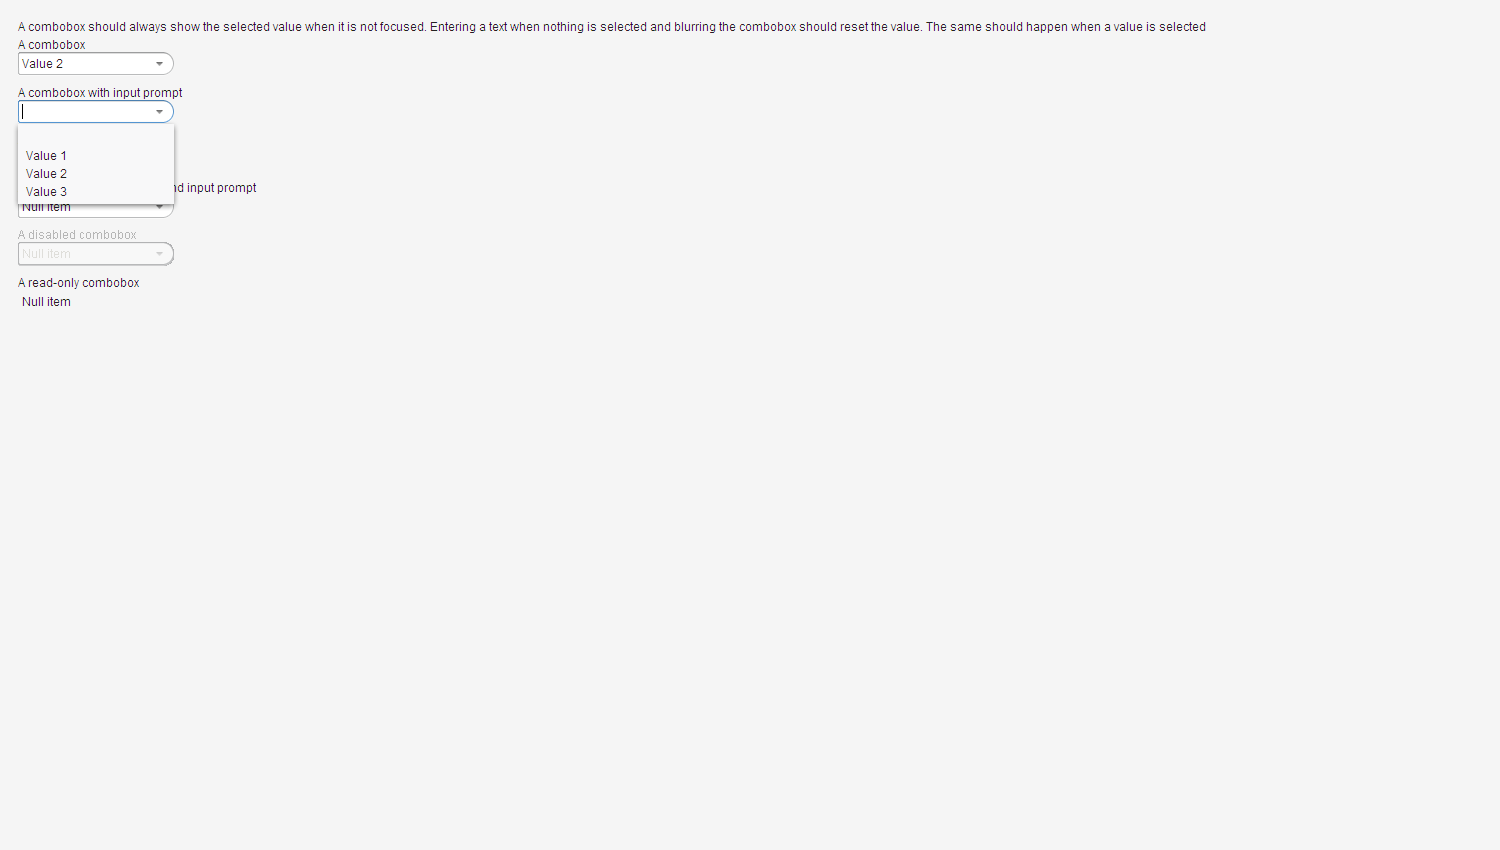 A combobox should always show the selected value when it is not focused. Entering a text when nothing is selected and blurring the combobox should reset the value. The same should happen when a value is selected
A combobox
Value 2
A combobox with input prompt
Value 1
Value 2
Value 3
input prompt
Null item
A disabled combobox
Null item
A read-only combobox
Null item